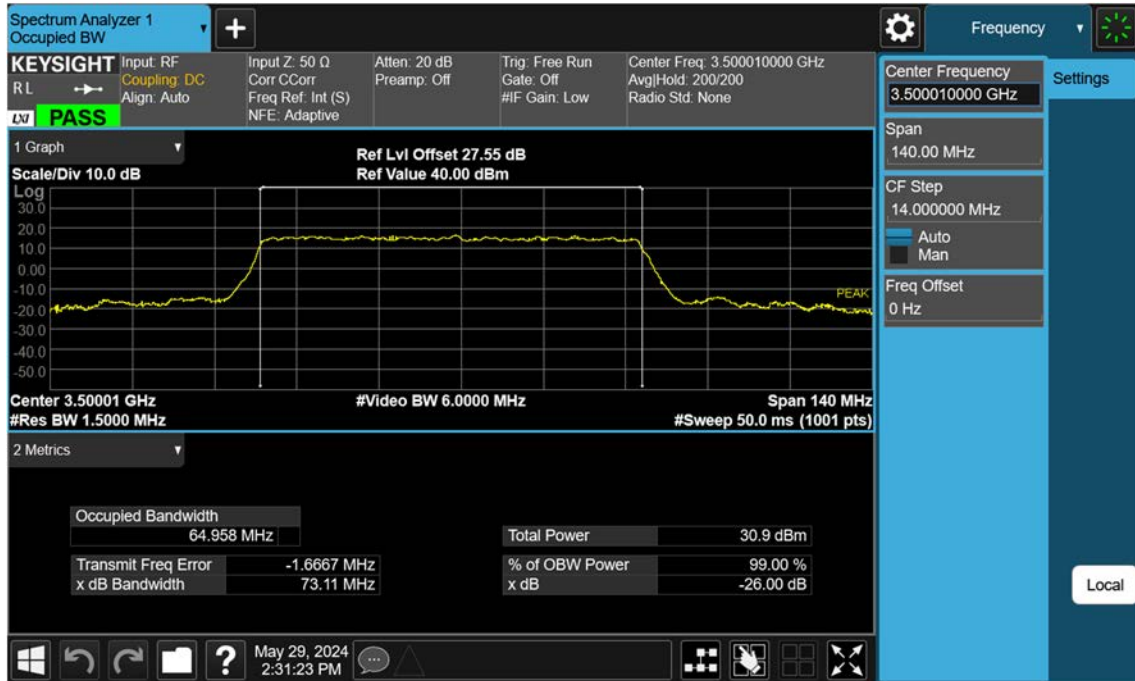 Spectrum Analyzer 1
Occupied BW
Frequency
KEYSIGHT
R L
LXI
PASS
Input: RF
Coupling: DC
Align: Auto
Input Z: 50 Ω
Corr CCorr
Freq Ref: Int (S)
NFE: Adaptive
Atten: 20 dB
Preamp: Off
Trig: Free Run
Gate: Off
#IF Gain: Low
Center Freq: 3.500010000 GHz
Avg|Hold: 200/200
Radio Std: None
Center Frequency
3.500010000 GHz
Settings
Span
140.00 MHz
CF Step
14.000000 MHz
Auto
Man
Freq Offset
0 Hz
Local
1 Graph
Scale/Div 10.0 dB
Ref Lvl Offset 27.55 dB
Ref Value 40.00 dBm
Log
30.0
20.0
10.0
0.00
-10.0
-20.0
-30.0
-40.0
-50.0
PEAK
Center 3.50001 GHz
#Video BW 6.0000 MHz
Span 140 MHz
#Res BW 1.5000 MHz
#Sweep 50.0 ms (1001 pts)
2 Metrics
Occupied Bandwidth
64.958 MHz
Total Power 30.9 dBm
Transmit Freq Error -1.6667 MHz
% of OBW Power 99.00 %
x dB Bandwidth 73.11 MHz
x dB -26.00 dB
?
May 29, 2024
2:31:23 PM